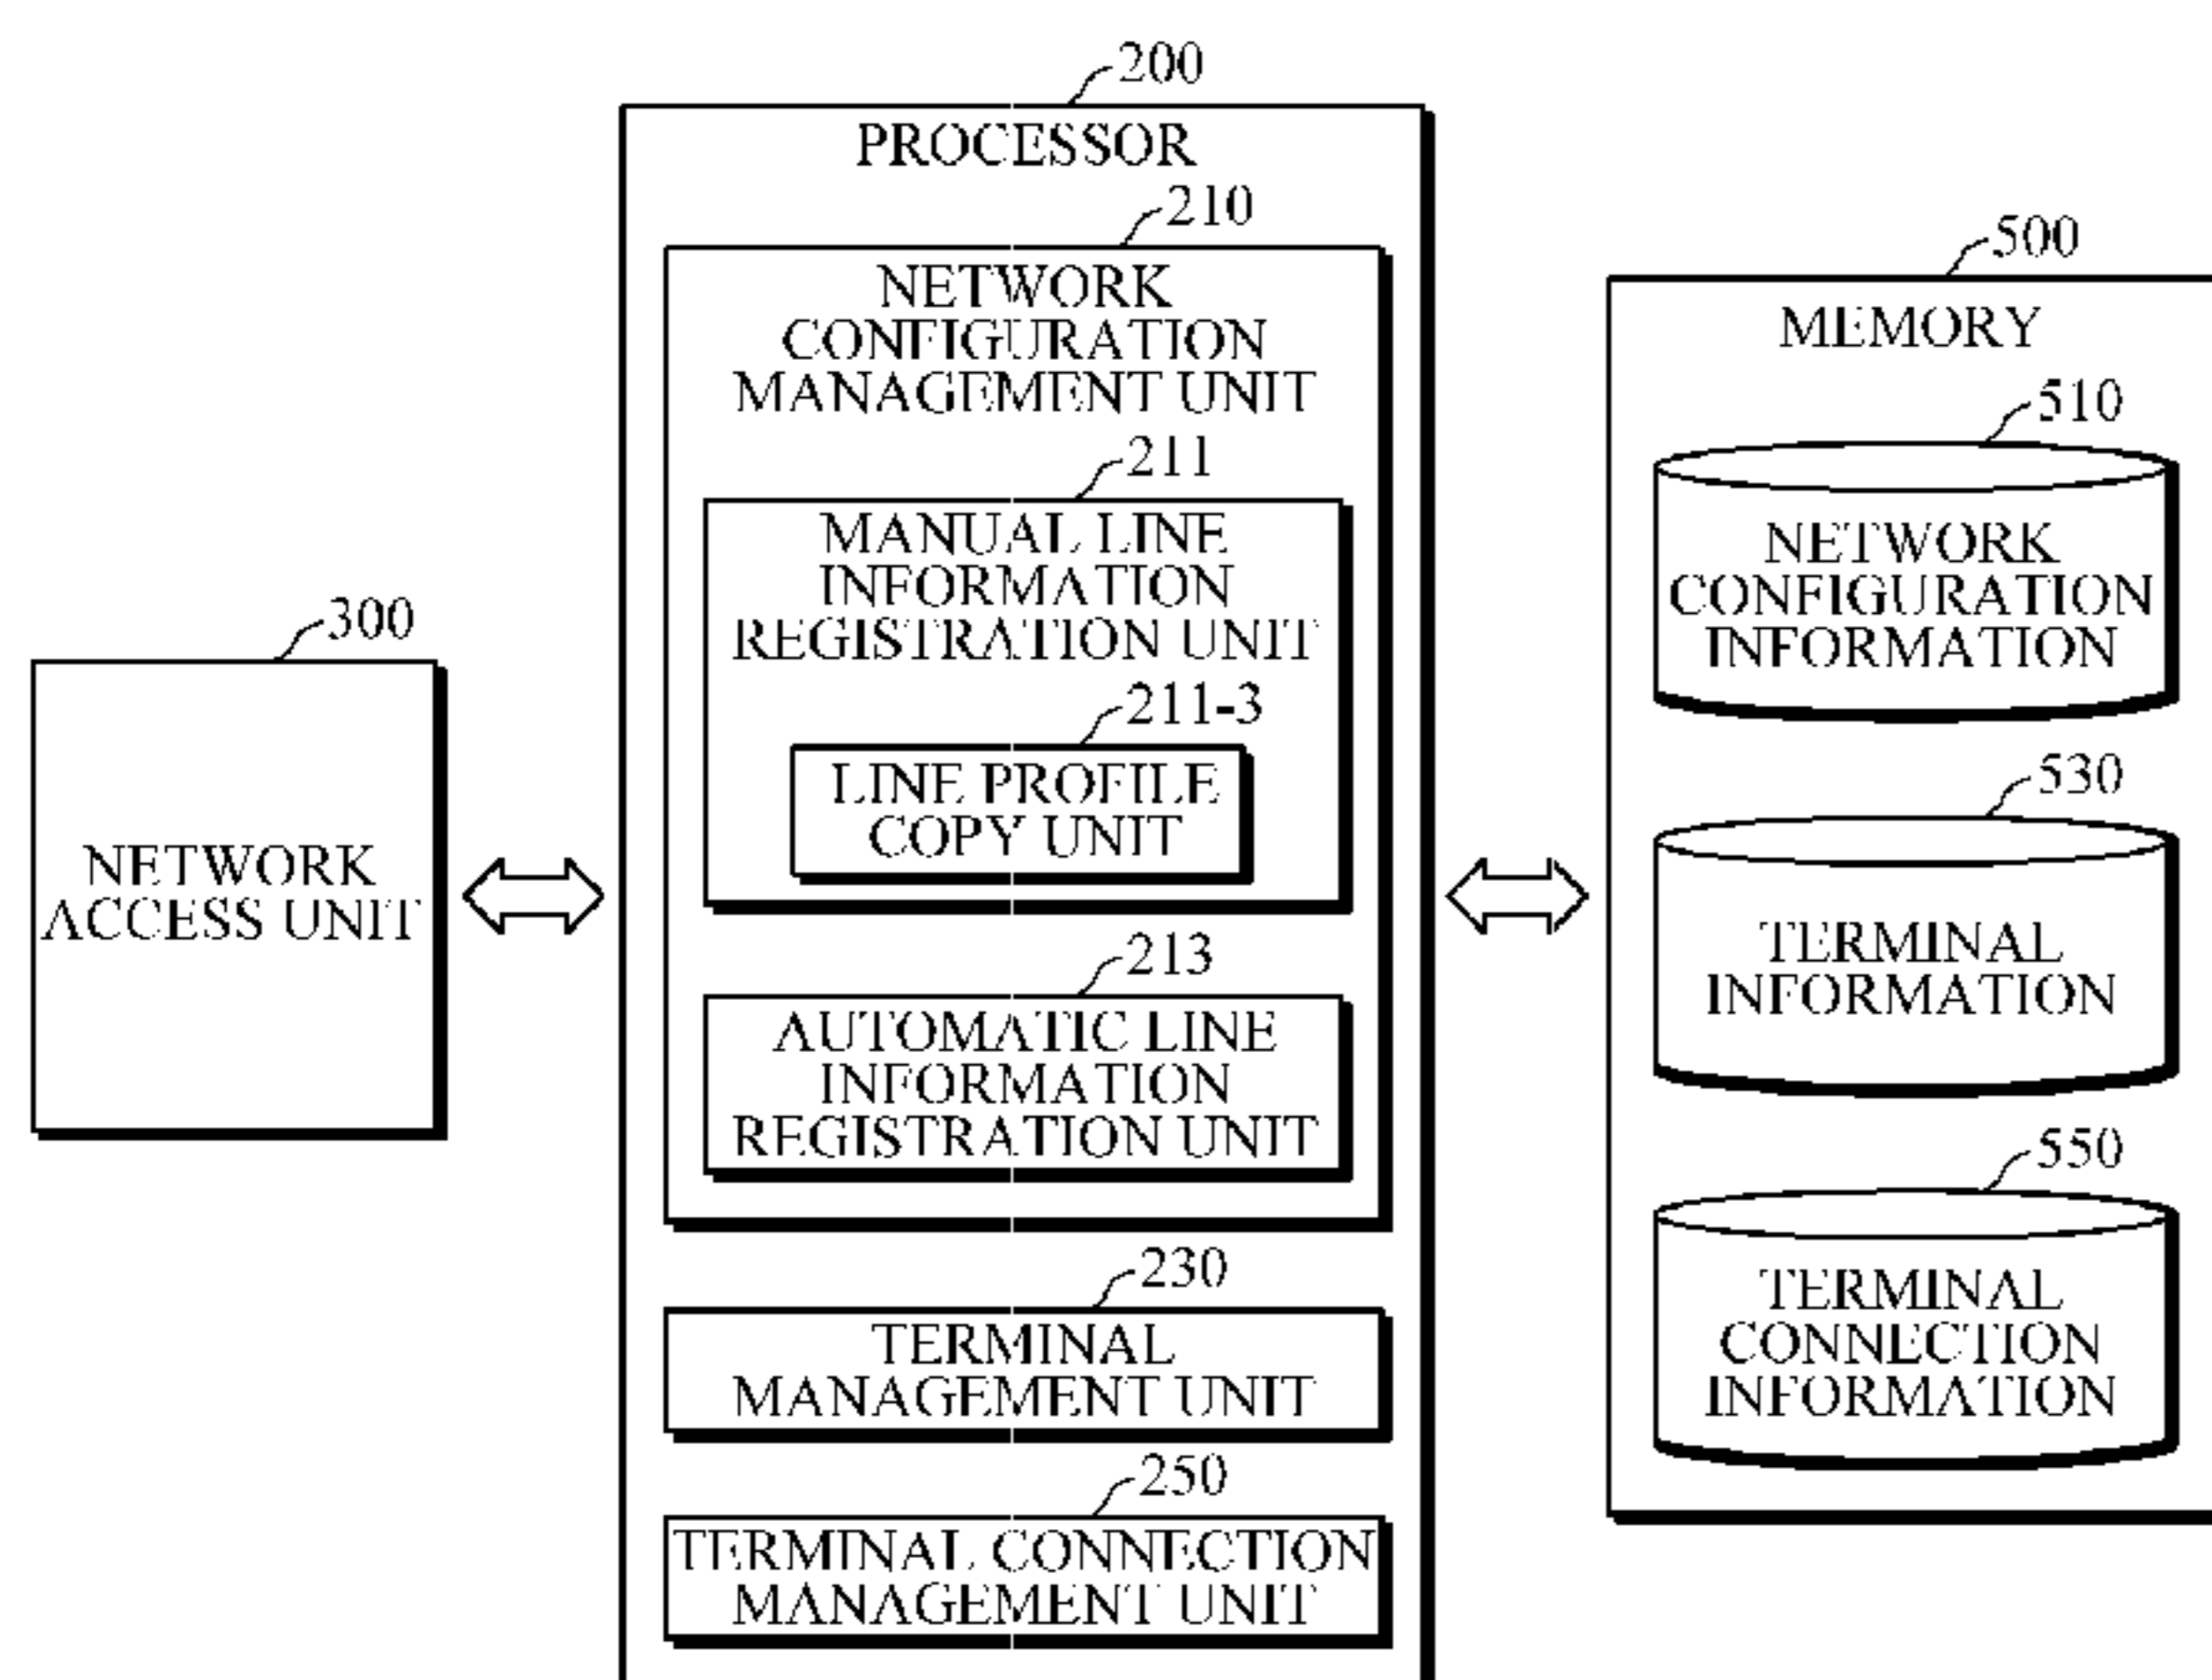 200
PROCESSOR
210
NETWORK
CONFIGURATION
MANAGEMENT UNIT
211
MANUAL LINE
INFORMATION
REGISTRATION UNIT
211-3
LINE PROFILE
COPY UNIT
213
AUTOMATIC LINE
INFORMATION
REGISTRATION UNIT
230
TERMINAL
MANAGEMENT UNIT
250
TERMINAL CONNECTION
MANAGEMENT UNIT
300
NETWORK
ACCESS UNIT
500
MEMORY
510
NETWORK
CONFIGURATION
INFORMATION
530
TERMINAL
INFORMATION
550
TERMINAL
CONNECTION
INFORMATION